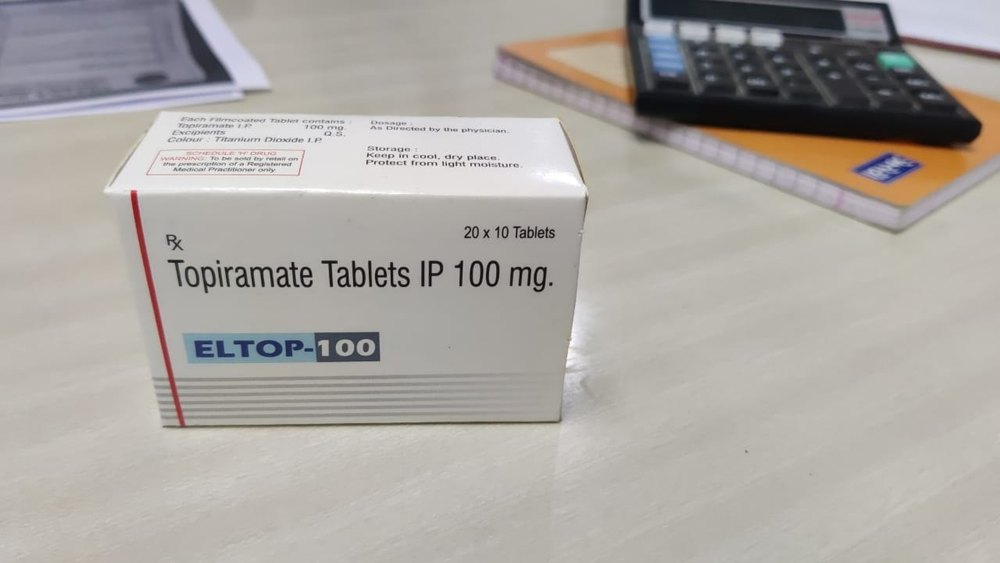 Each Filmcoated Tablet contains :
Topiramate I.P. 100 mg.
Excipients Q.S.
Colour : Titanium Dioxide I.P.
SCHEDULE 'H' DRUG
WARNING: To be sold by retail on
the prescription of a Registered
Medical Practitioner only.
Dosage :
As Directed by the physician.
Storage :
Keep in cool, dry place.
Protect from light moisture.
Rx
20 x 10 Tablets
Topiramate Tablets IP 100 mg.
ELTOP-100